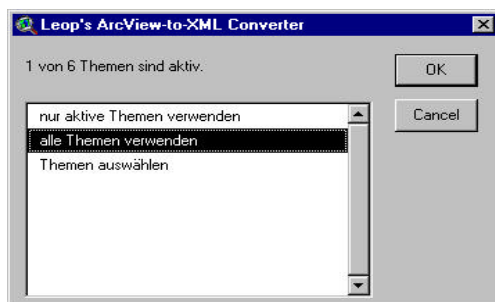 Leop's ArcView-to-XML Converter
1 von 6 Themen sind aktiv.
OK
Cancel
nur aktive Themen verwenden
alle Themen verwenden
Themen auswählen